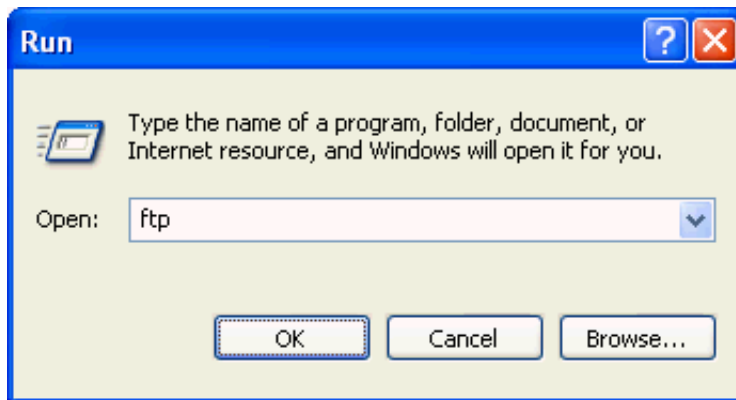 Run
Type the name of a program, folder, document, or
Internet resource, and Windows will open it for you.
Open: ftp
OK Cancel Browse...